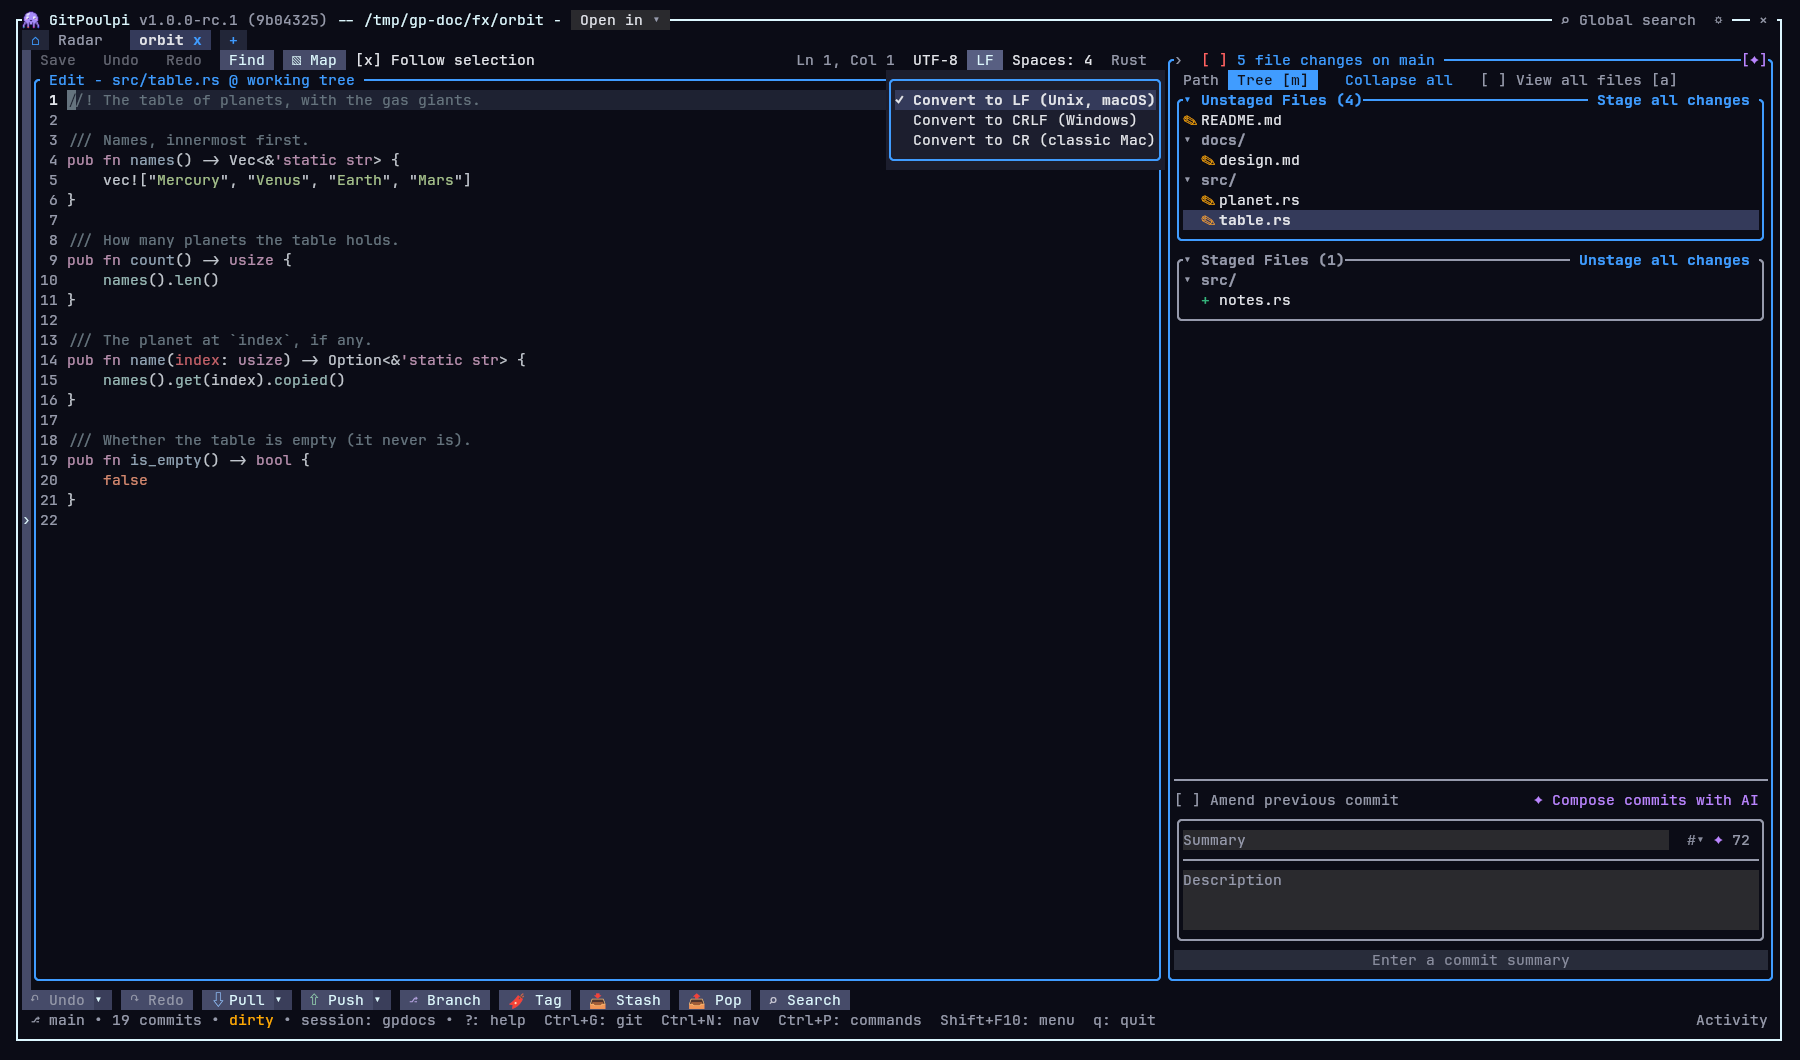 GitPoulpi v1.0.0-rc.1 (9b04325) -- /tmp/gp-doc/fx/orbit - Open in ▾ ⌕ Global search ☼ × 
⌂ Radar orbit x +
Save Undo Redo Find ▧ Map [x] Follow selection Ln 1, Col 1 UTF-8 LF Spaces: 4 Rust
Edit - src/table.rs @ working tree
1 //! The table of planets, with the gas giants.
2
3 /// Names, innermost first.
4 pub fn names() -> Vec<&'static str> {
5     vec!["Mercury", "Venus", "Earth", "Mars"]
6 }
7
8 /// How many planets the table holds.
9 pub fn count() -> usize {
10     names().len()
11 }
12
13 /// The planet at `index`, if any.
14 pub fn name(index: usize) -> Option<&'static str> {
15     names().get(index).copied()
16 }
17
18 /// Whether the table is empty (it never is).
19 pub fn is_empty() -> bool {
20     false
21 }
› 22
✓ Convert to LF (Unix, macOS)
Convert to CRLF (Windows)
Convert to CR (classic Mac)
› [ ] 5 file changes on main [✦]
Path Tree [m] Collapse all [ ] View all files [a]
▾ Unstaged Files (4) Stage all changes
✎ README.md
▾ docs/
✎ design.md
▾ src/
✎ planet.rs
✎ table.rs
▾ Staged Files (1) Unstage all changes
▾ src/
+ notes.rs
[ ] Amend previous commit ✦ Compose commits with AI
Summary #▾ ✦ 72
Description
Enter a commit summary
↶ Undo ▾ ↷ Redo ⇩ Pull ▾ ⇧ Push ▾ ⎇ Branch Tag Stash Pop ⌕ Search
⎇ main • 19 commits • dirty • session: gpdocs • ?: help Ctrl+G: git Ctrl+N: nav Ctrl+P: commands Shift+F10: menu q: quit Activity